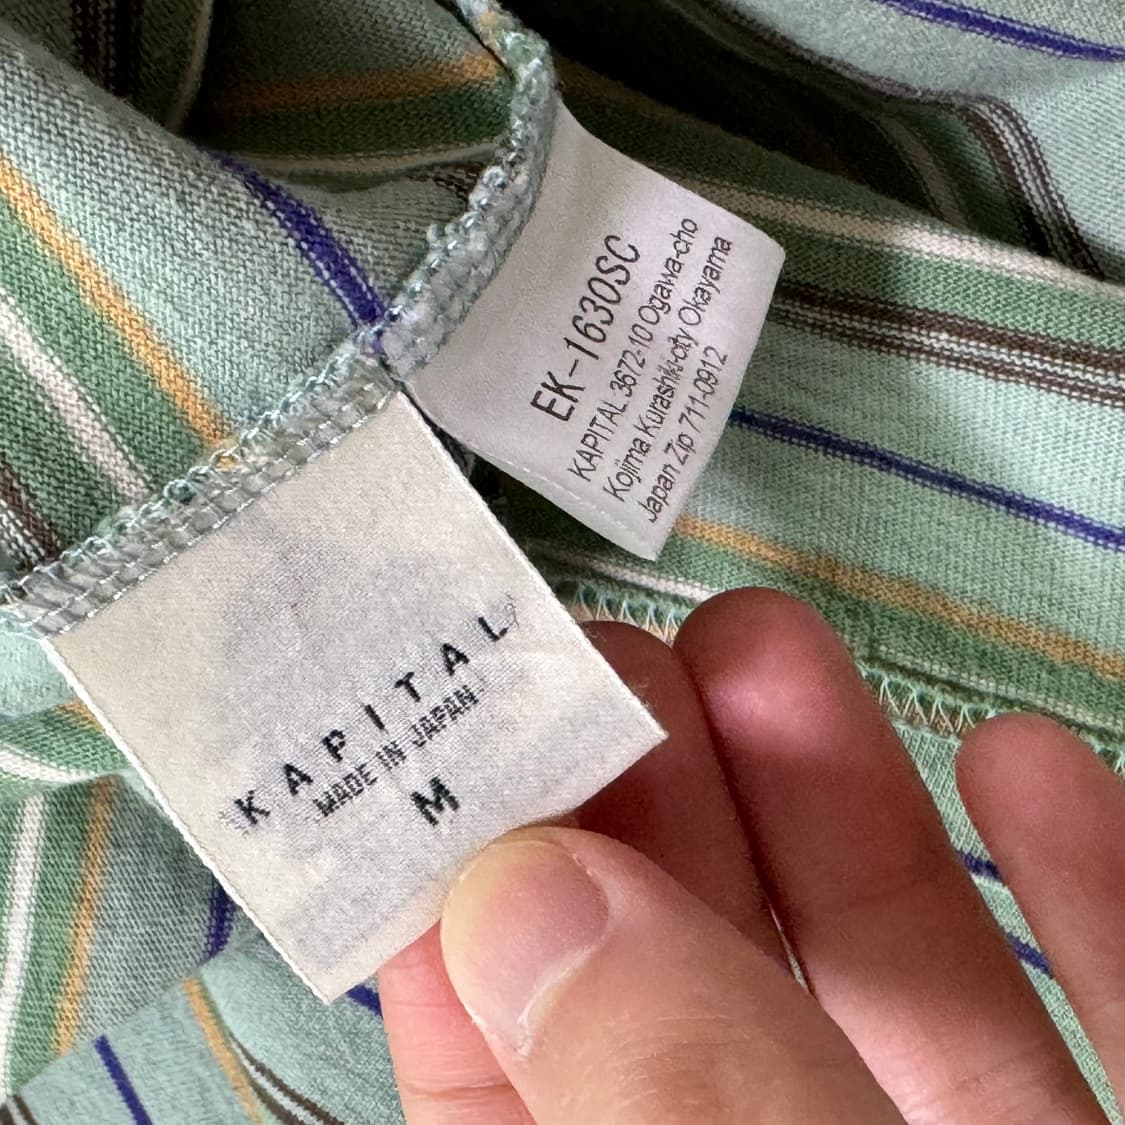 EK-1630SC
KAPITAL 3672-10 Ogawa-cho
Kojima Kurashiki-city Okayama
Japan Zip 711-0912
KAPITAL
MADE IN JAPAN
M